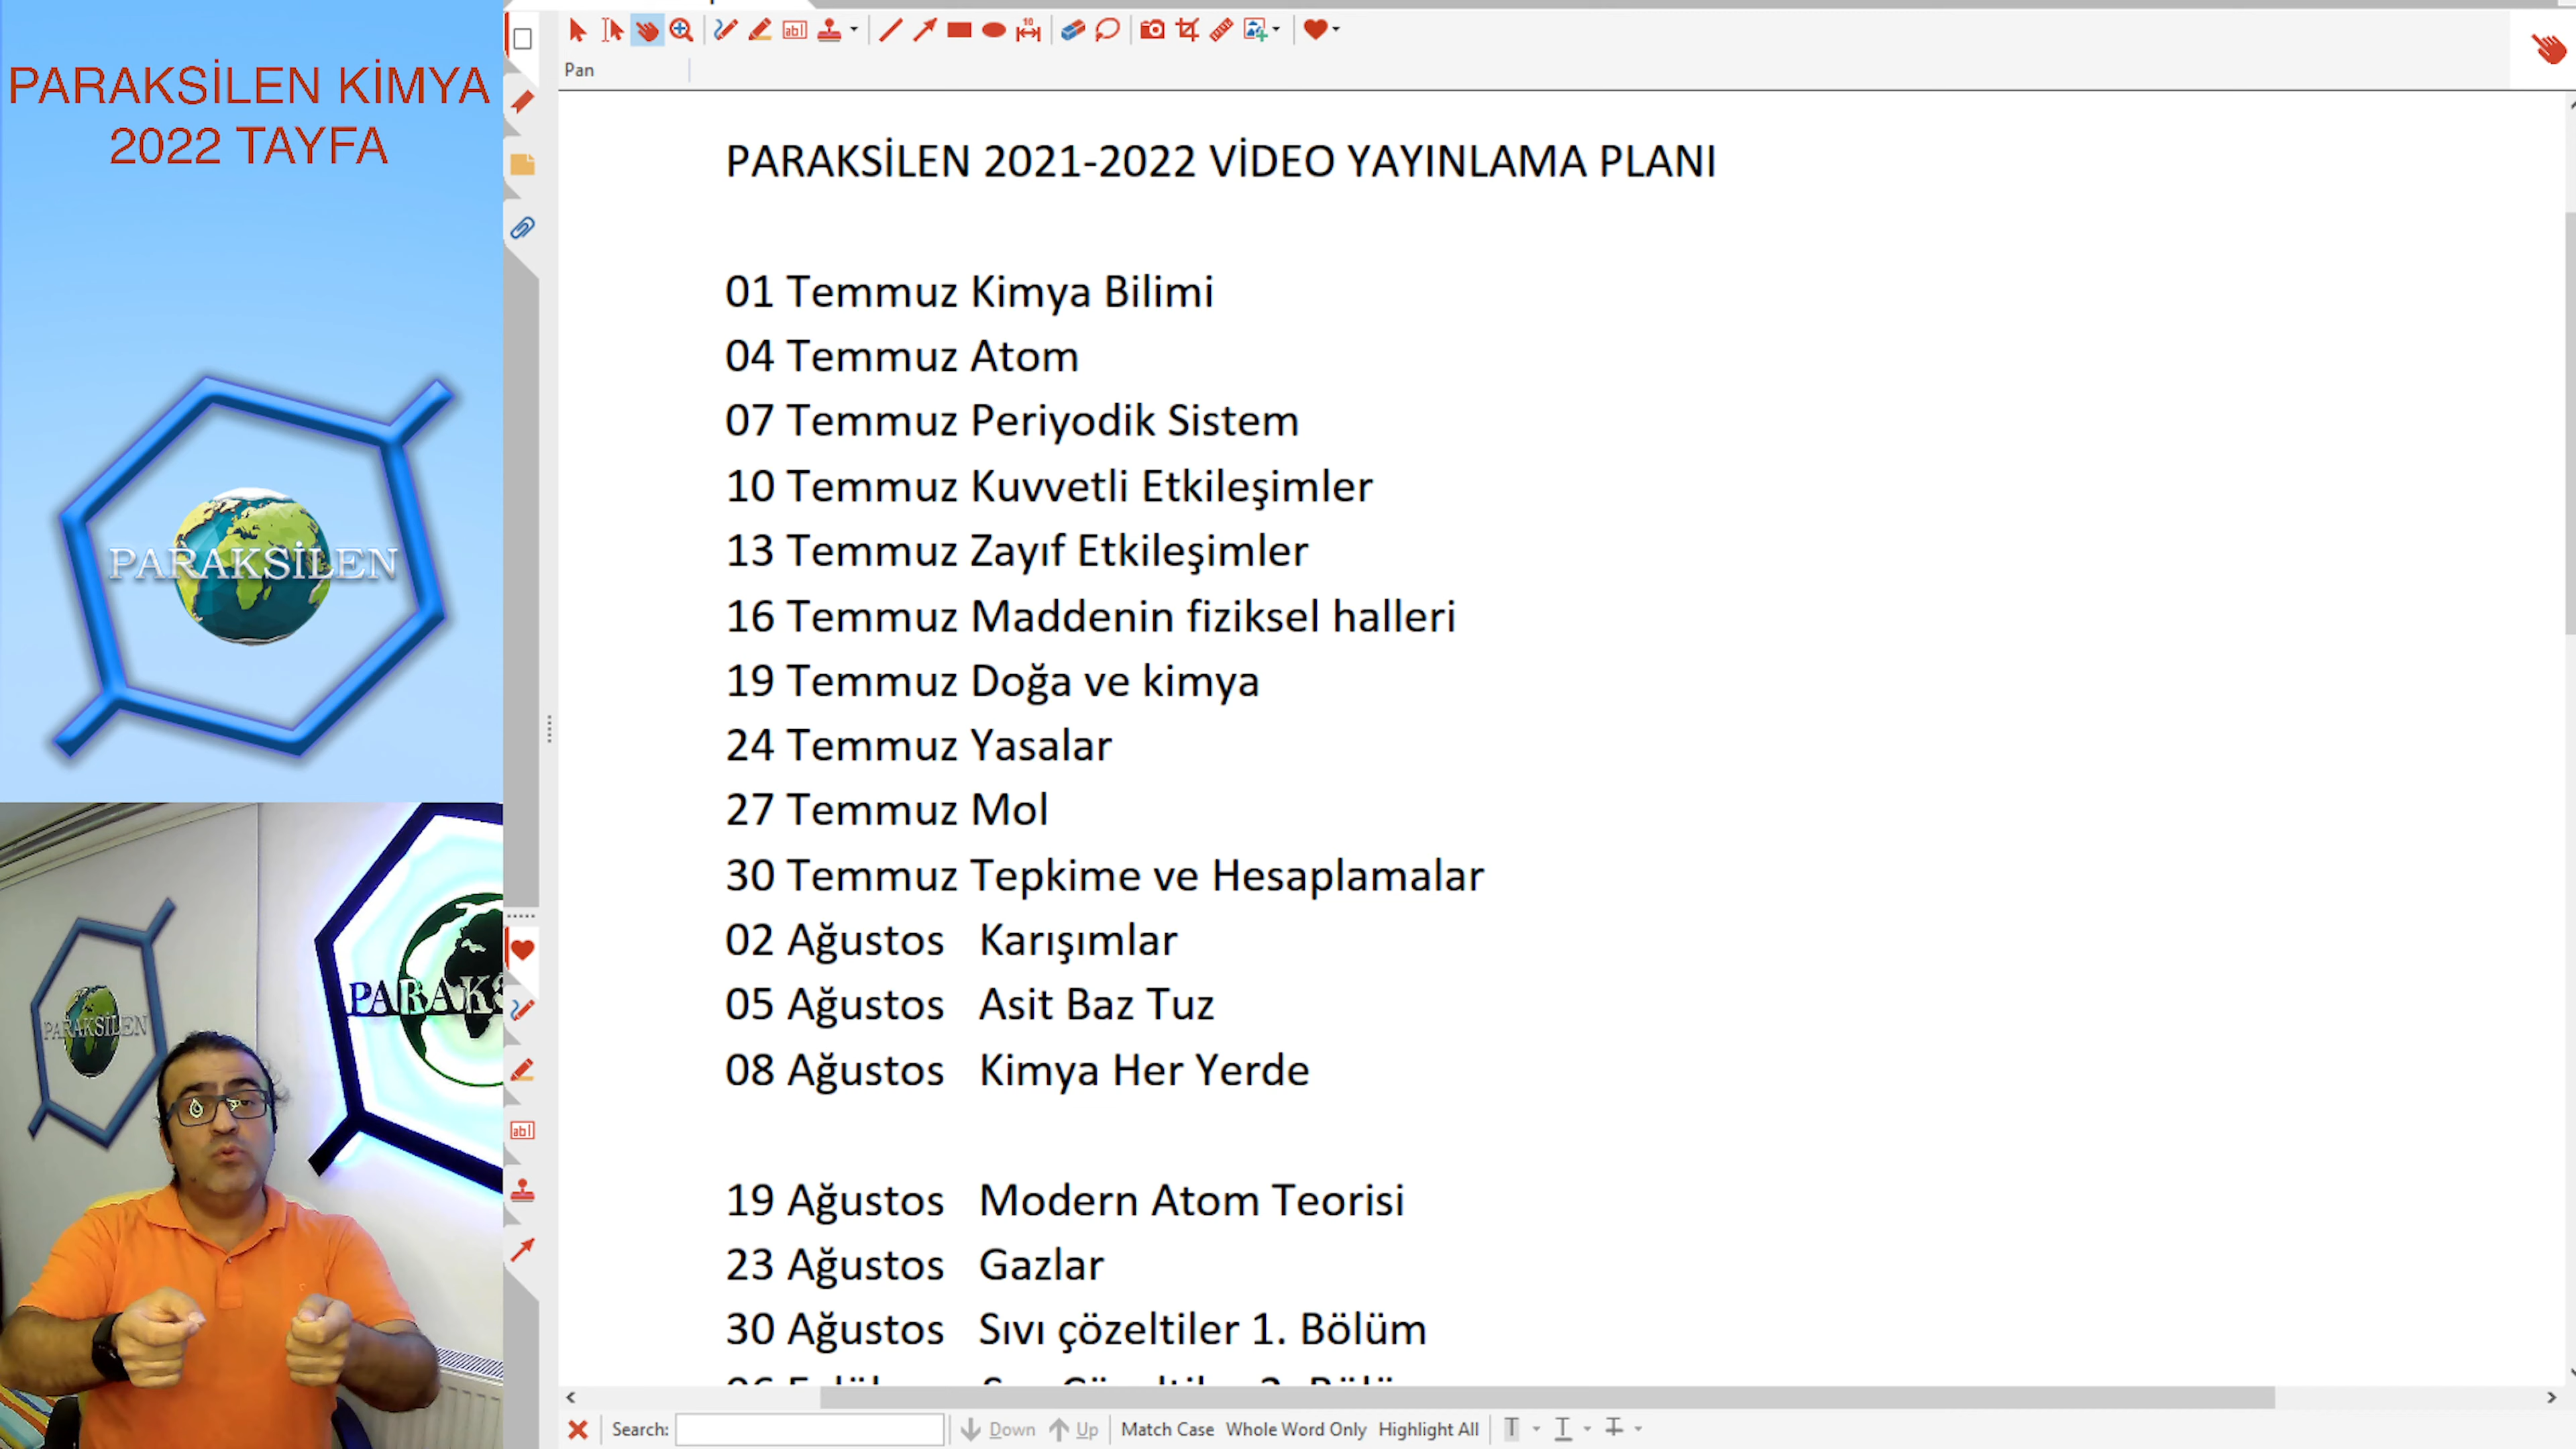 PARAKSİLEN KİMYA
2022 TAYFA
PARAKSİLEN
PARAKSİLEN
PARAKS
Pan
PARAKSİLEN 2021-2022 VİDEO YAYINLAMA PLANI
01 Temmuz Kimya Bilimi
04 Temmuz Atom
07 Temmuz Periyodik Sistem
10 Temmuz Kuvvetli Etkileşimler
13 Temmuz Zayıf Etkileşimler
16 Temmuz Maddenin fiziksel halleri
19 Temmuz Doğa ve kimya
24 Temmuz Yasalar
27 Temmuz Mol
30 Temmuz Tepkime ve Hesaplamalar
02 Ağustos Karışımlar
05 Ağustos Asit Baz Tuz
08 Ağustos Kimya Her Yerde
19 Ağustos Modern Atom Teorisi
23 Ağustos Gazlar
30 Ağustos Sıvı çözeltiler 1. Bölüm
Search: Down Up Match Case Whole Word Only Highlight All